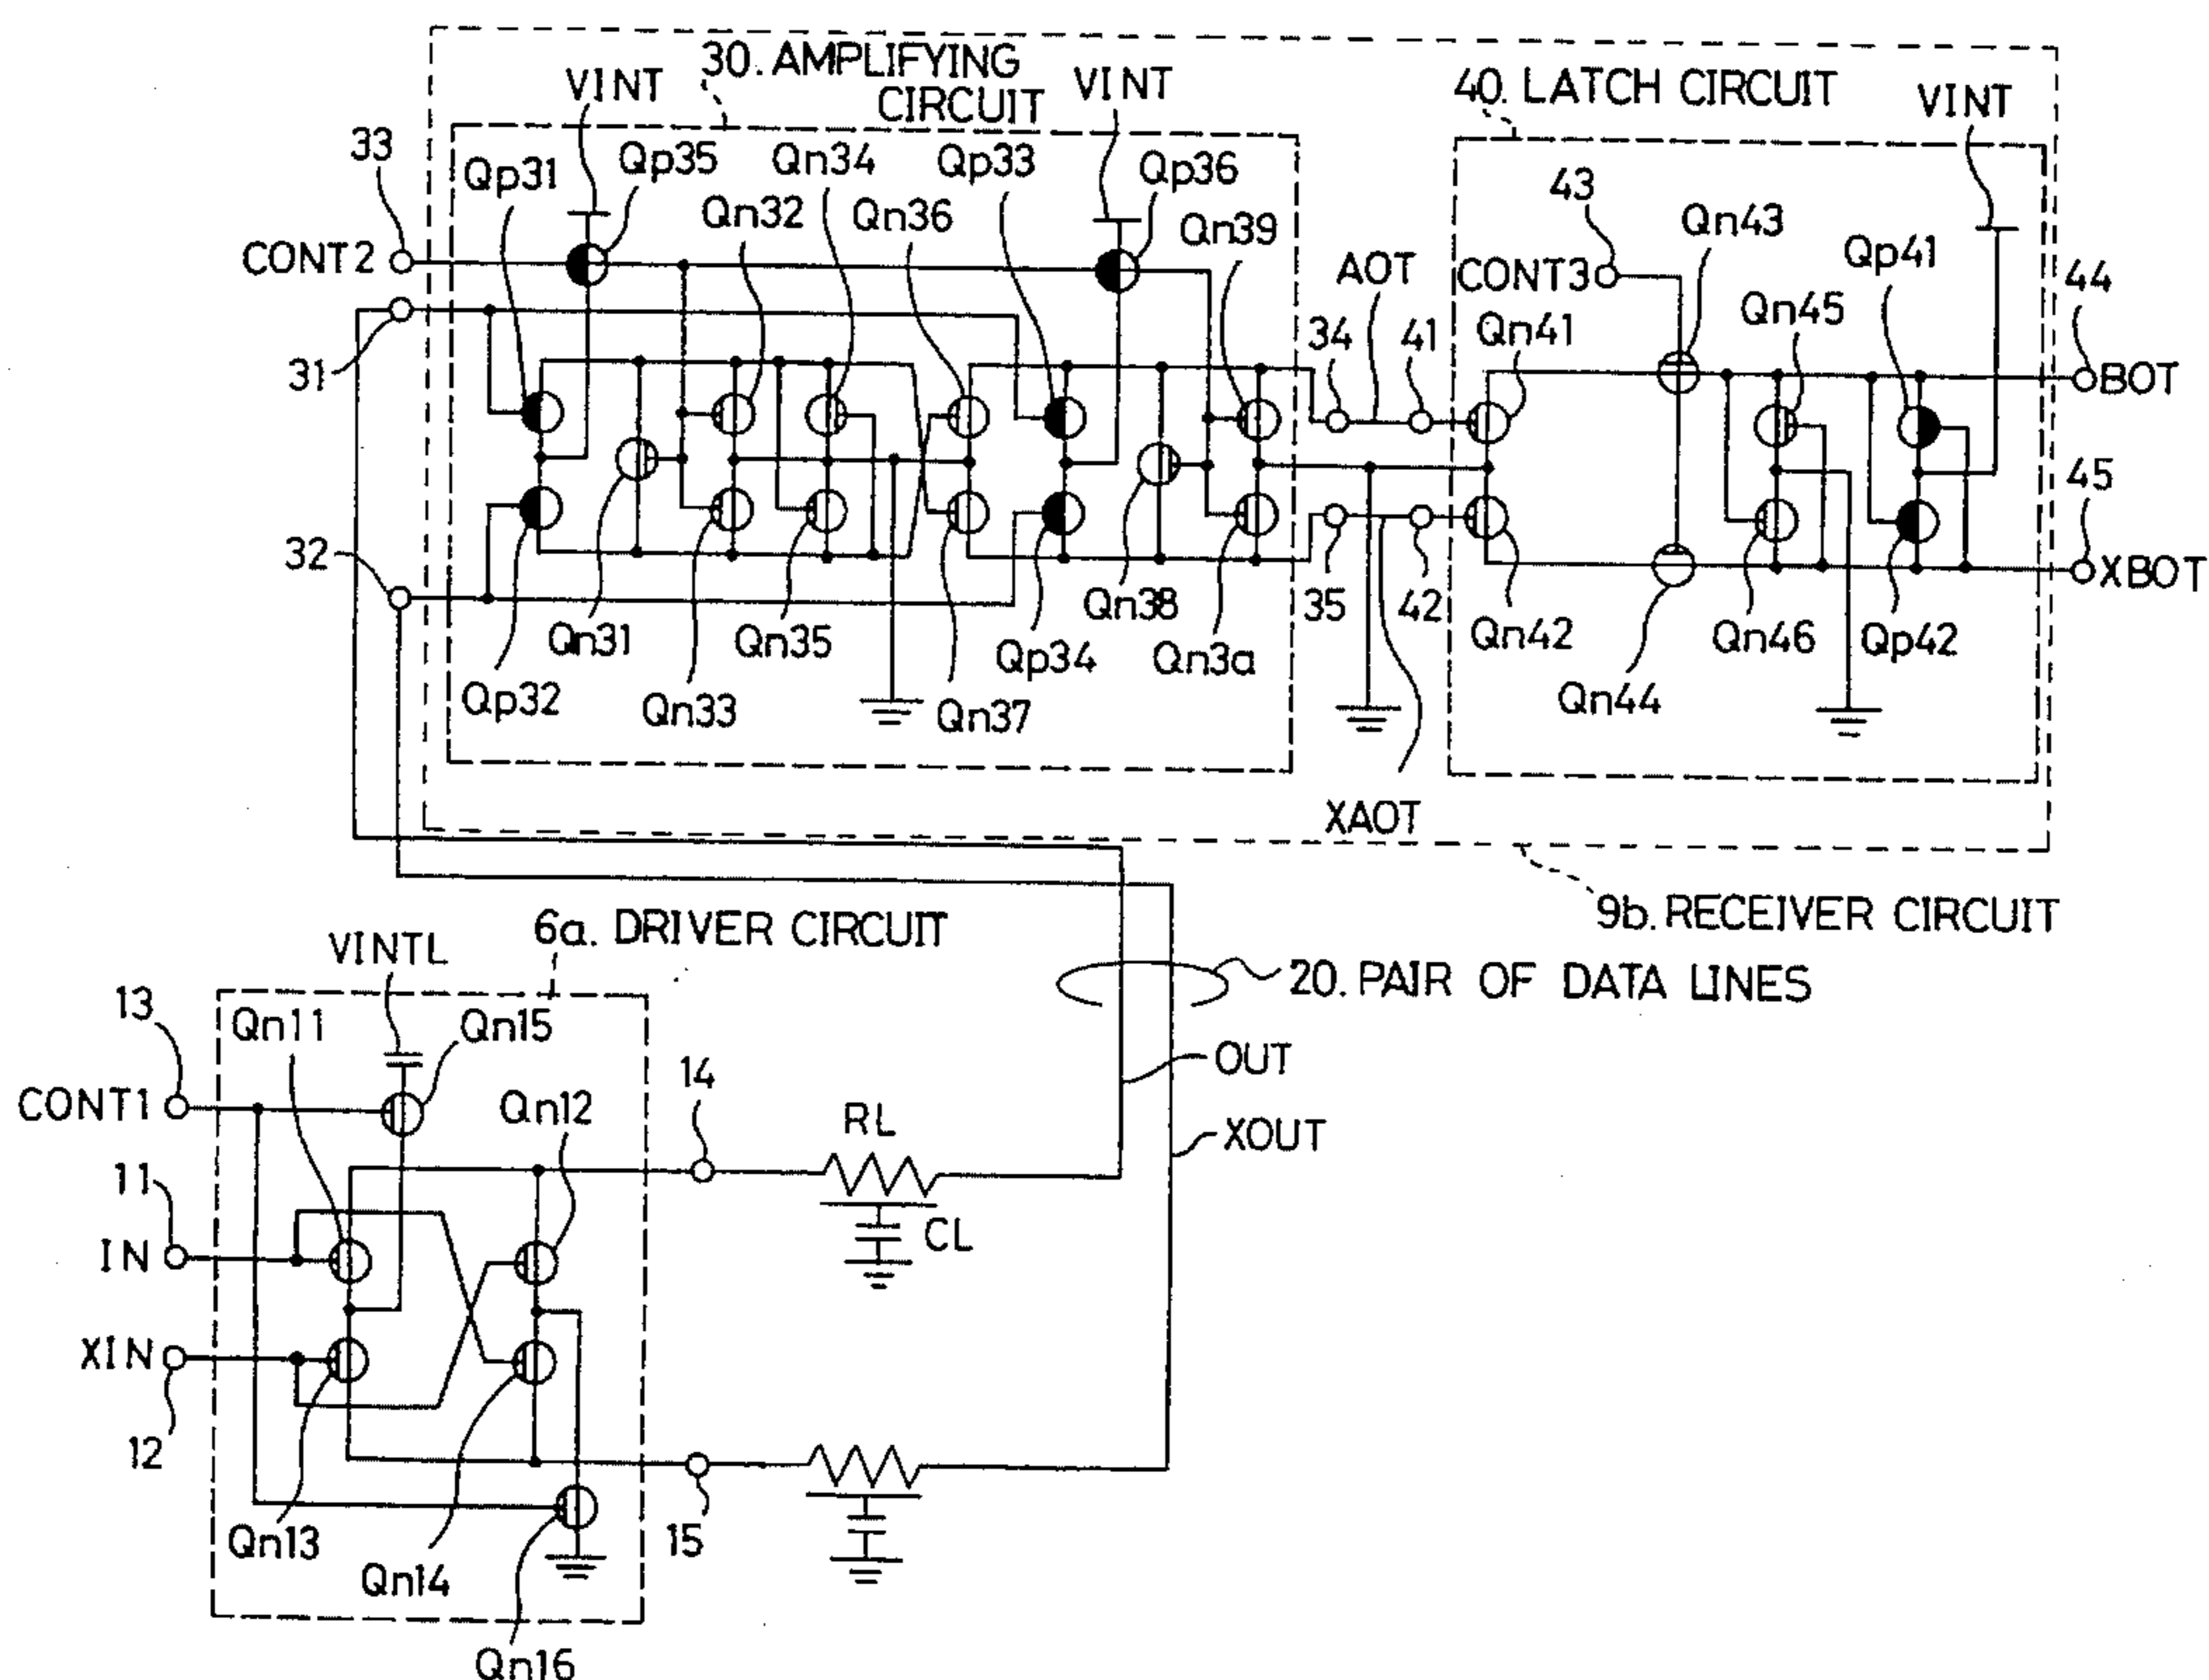 30. AMPLIFYING
CIRCUIT
VINT
VINT
40. LATCH CIRCUIT
VINT
33
Qp31
Qp35
Qn34
Qp33
Qp36
Qn32
Qn36
Qn39
43
Qn43
CONT2
AOT
CONT3
Qp41
44
31
34
41
Qn41
Qn45
BOT
45
32
XBOT
Qn31
Qn35
Qn38
35
42
Qn42
Qn46
Qp42
Qp32
Qn33
Qn37
Qp34
Qn3a
Qn44
XAOT
9b. RECEIVER CIRCUIT
6a. DRIVER CIRCUIT
VINTL
20. PAIR OF DATA LINES
13
Qn11
Qn15
14
OUT
CONT1
Qn12
RL
XOUT
11
IN
CL
XIN
12
Qn13
Qn14
15
Qn16